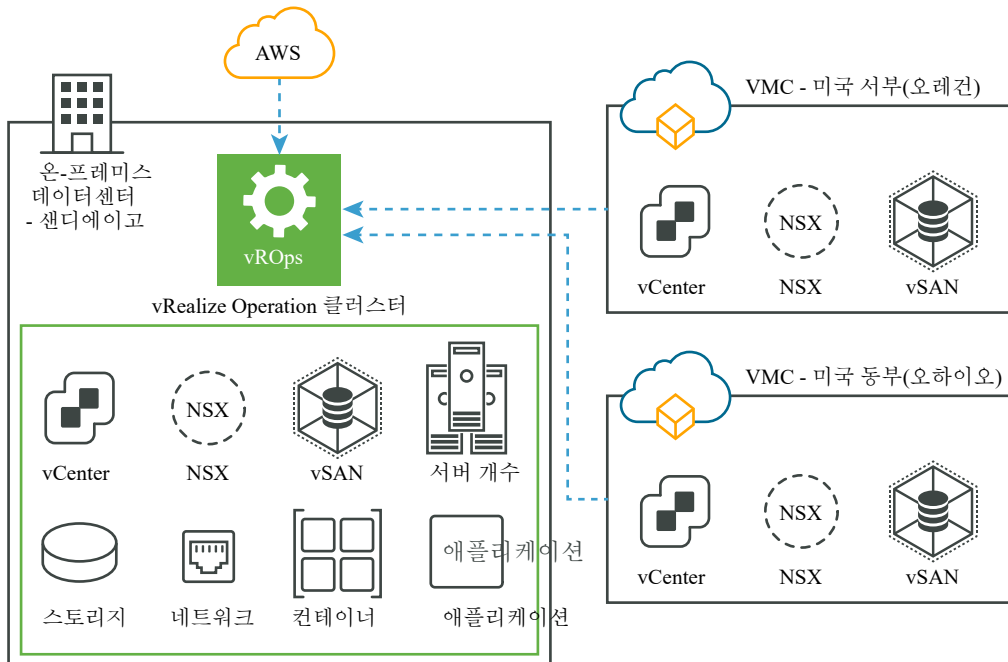 AWS
온-프레미스
데이터센터
- 샌디에이고
vROps
vRealize Operation 클러스터
NSX
vCenter
NSX
vSAN
서버 개수
애플리케이션
스토리지
네트워크
컨테이너
애플리케이션
VMC - 미국 서부(오레건)
NSX
vCenter
NSX
vSAN
VMC - 미국 동부(오하이오)
NSX
vCenter
NSX
vSAN